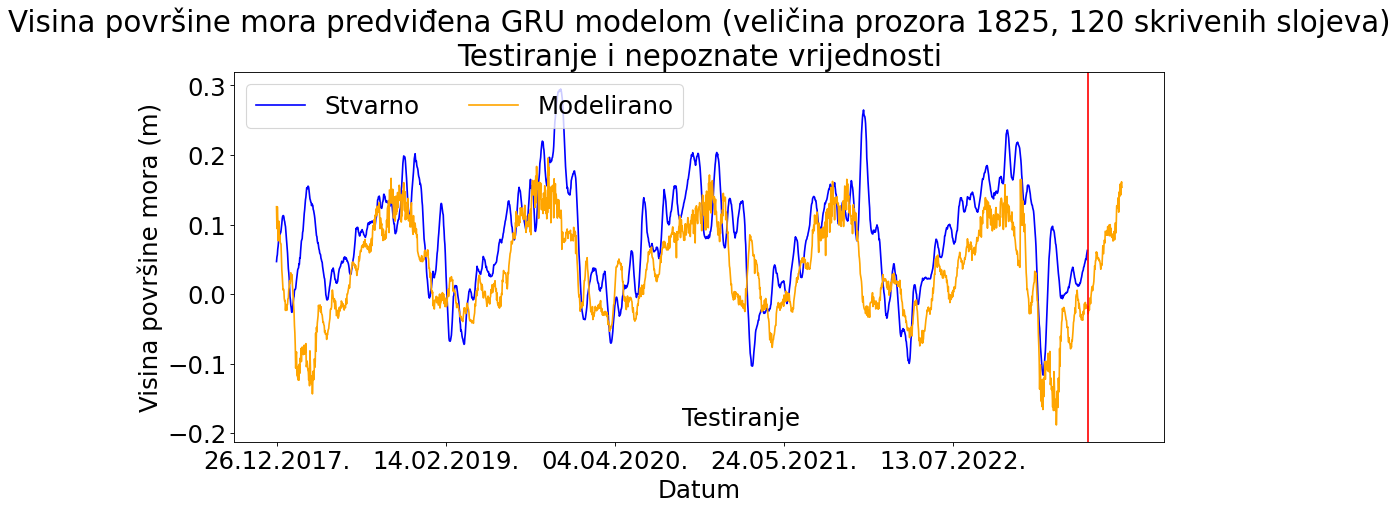 Visina površine mora predviđena GRU modelom (veličina prozora 1825, 120 skrivenih slojeva)
Testiranje i nepoznate vrijednosti
Stvarno Modelirano
Visina površine mora (m)
0.3
0.2
0.1
0.0
−0.1
−0.2
Testiranje
26.12.2017. 14.02.2019. 04.04.2020. 24.05.2021. 13.07.2022.
Datum